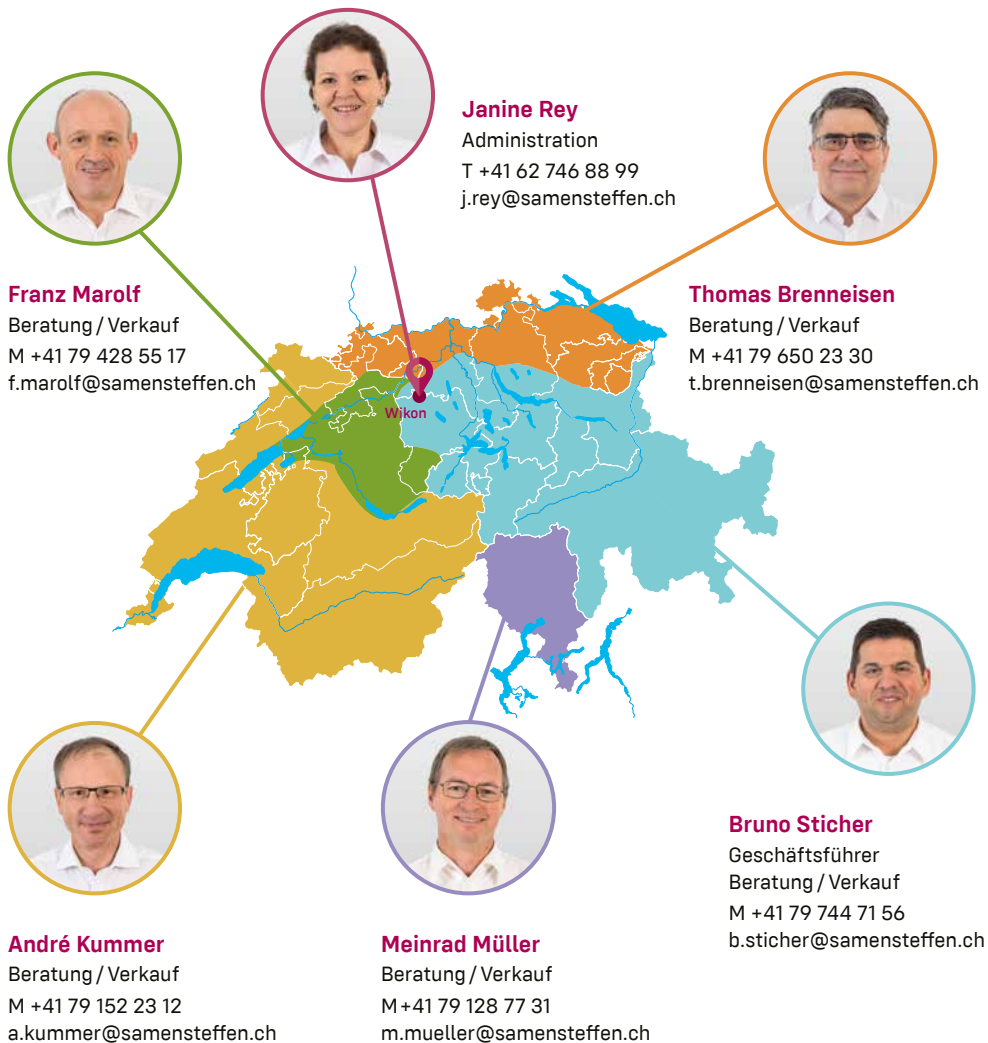 Janine Rey
Administration
T +41 62 746 88 99
j.rey@samensteffen.ch
Franz Marolf
Beratung / Verkauf
M +41 79 428 55 17
f.marolf@samensteffen.ch
Thomas Brenneisen
Beratung / Verkauf
M +41 79 650 23 30
t.brenneisen@samensteffen.ch
Wikon
Bruno Sticher
Geschäftsführer
Beratung / Verkauf
M +41 79 744 71 56
b.sticher@samensteffen.ch
André Kummer
Beratung / Verkauf
M +41 79 152 23 12
a.kummer@samensteffen.ch
Meinrad Müller
Beratung / Verkauf
M+41 79 128 77 31
m.mueller@samensteffen.ch